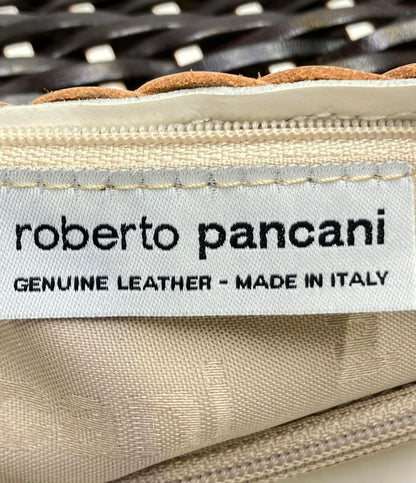 roberto pancani
GENUINE LEATHER - MADE IN ITALY